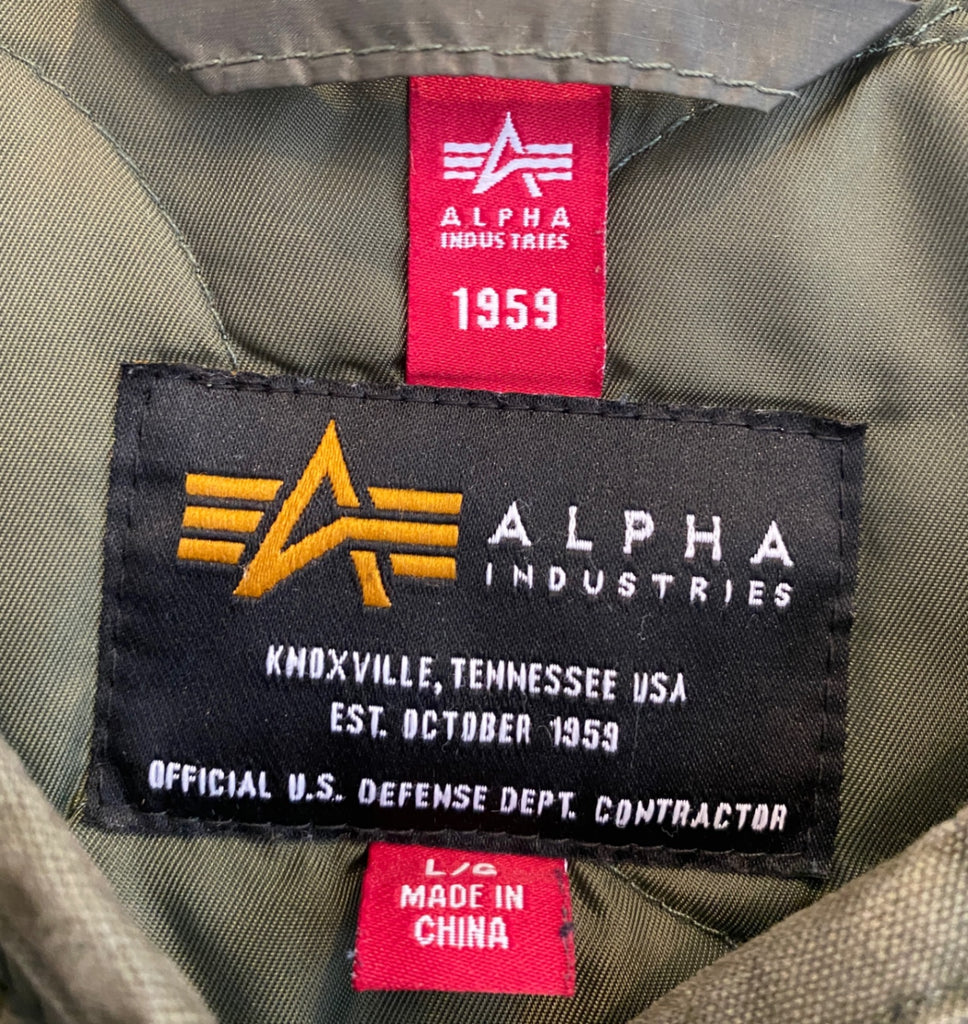 ALPHA
INDUSTRIES
1959
ALPHA
INDUSTRIES
KNOXVILLE, TENNESSEE USA
EST. OCTOBER 1959
OFFICIAL U.S. DEFENSE DEPT. CONTRACTOR
L/G
MADE IN
CHINA